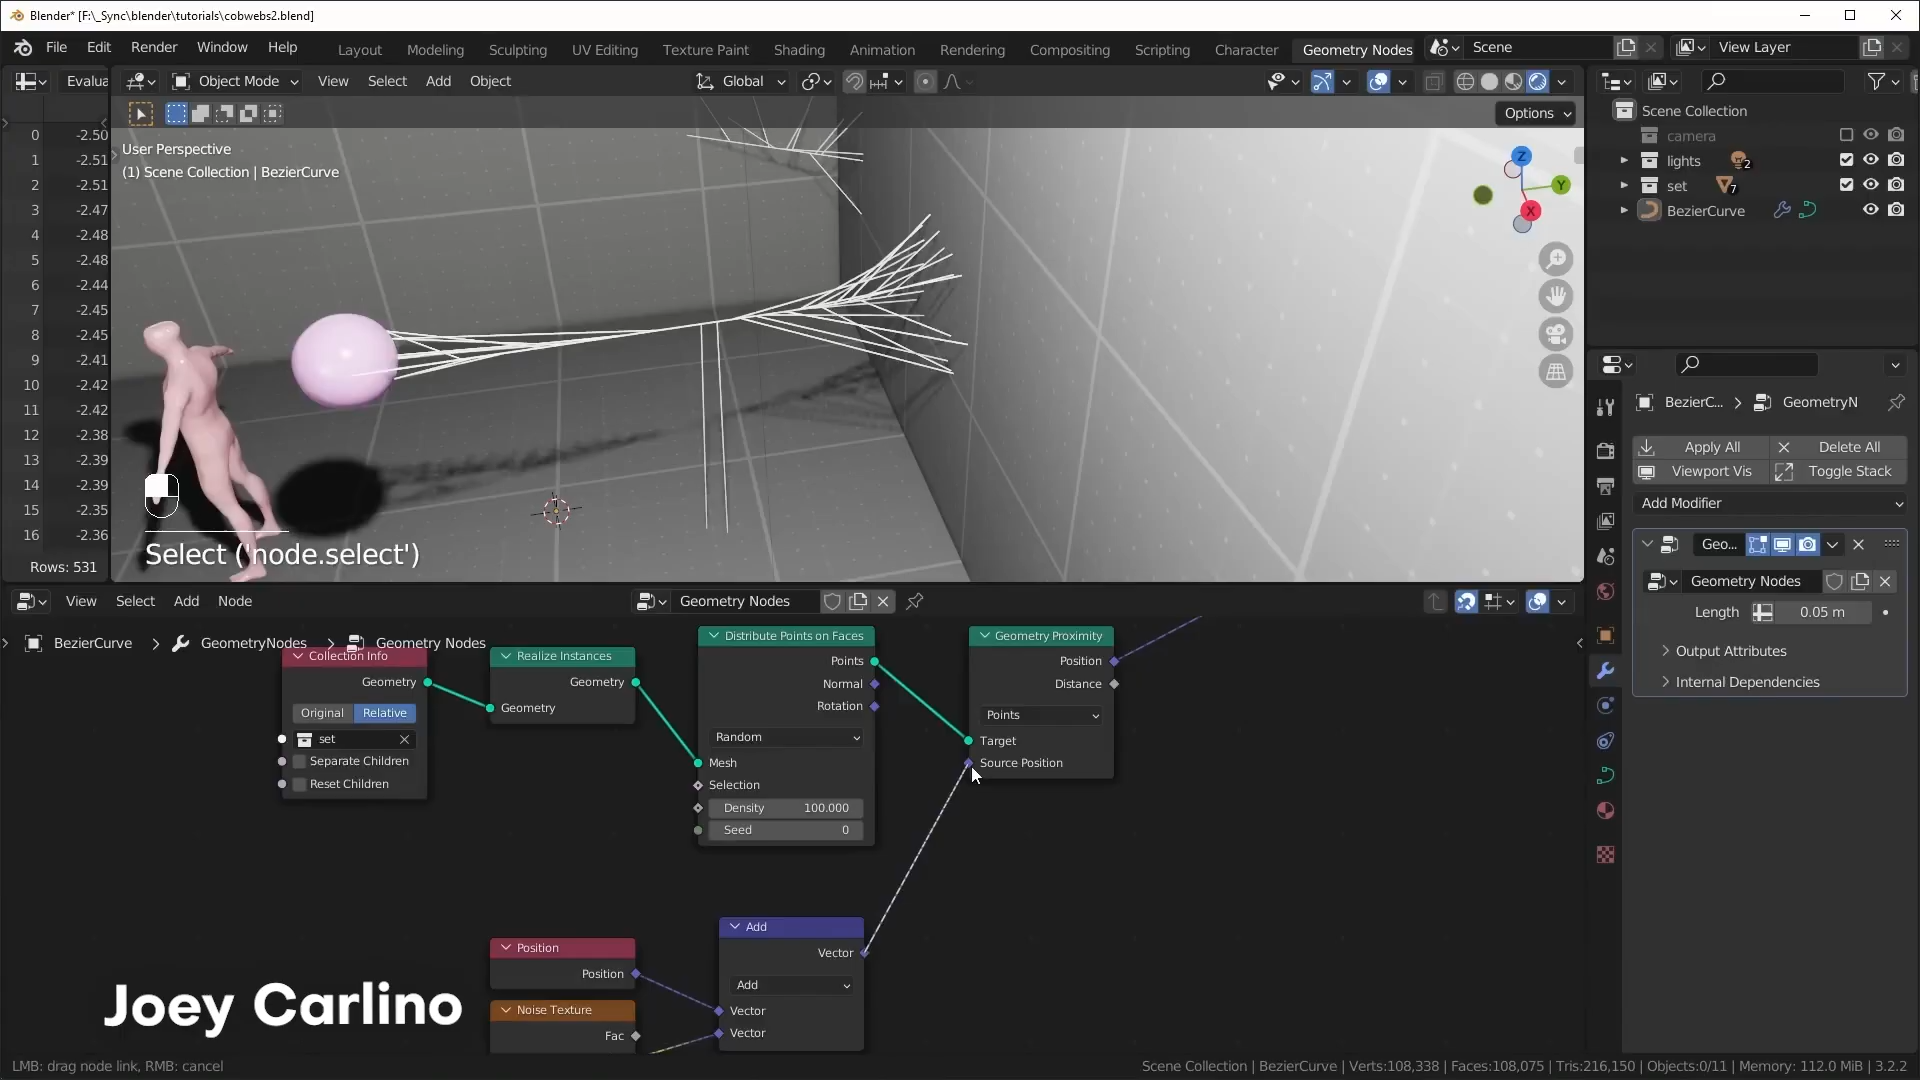 Blender* [F:\_Sync\blender\tutorials\cobwebs2.blend]
File Edit Render Window Help
Layout Modeling Sculpting UV Editing Texture Paint Shading Animation Rendering Compositing Scripting Character Geometry Nodes
Scene
View Layer
Evalua
Object Mode View Select Add Object
Global
Options
0 -2.50
1 -2.51
2 -2.51
3 -2.47
4 -2.48
5 -2.48
6 -2.44
7 -2.45
8 -2.45
9 -2.41
10 -2.42
11 -2.42
12 -2.38
13 -2.39
14 -2.39
15 -2.35
16 -2.36
Rows: 531
User Perspective
(1) Scene Collection | BezierCurve
Z
Y
X
Select ('node.select')
Scene Collection
camera
lights 2
set 7
BezierCurve
BezierC... > GeometryN
Apply All
Delete All
Viewport Vis
Toggle Stack
Add Modifier
Geo...
Geometry Nodes
Length 0.05 m
Output Attributes
Internal Dependencies
View Select Add Node
Geometry Nodes
BezierCurve > GeometryNodes > Geometry Nodes
Collection Info
Geometry
Original Relative
set
Separate Children
Reset Children
Realize Instances
Geometry
Geometry
Distribute Points on Faces
Points
Normal
Rotation
Random
Mesh
Selection
Density 100.000
Seed 0
Geometry Proximity
Position
Distance
Points
Target
Source Position
Position
Position
Noise Texture
Fac
Add
Vector
Add
Vector
Vector
Joey Carlino
LMB: drag node link, RMB: cancel
Scene Collection | BezierCurve | Verts:108,338 | Faces:108,075 | Tris:216,150 | Objects:0/11 | Memory: 112.0 MiB | 3.2.2